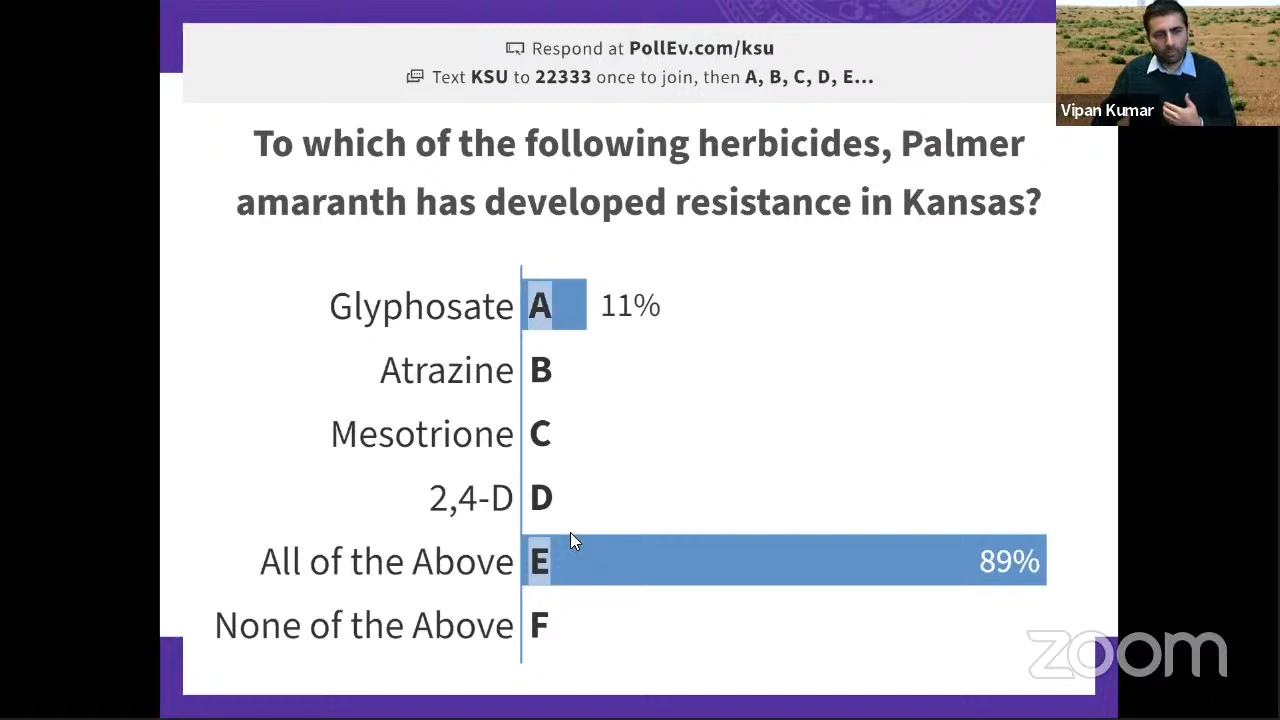 Respond at PollEv.com/ksu
Text KSU to 22333 once to join, then A, B, C, D, E...
Vipan Kumar
To which of the following herbicides, Palmer
amaranth has developed resistance in Kansas?
Glyphosate A 11%
Atrazine B
Mesotrione C
2,4-D D
All of the Above E 89%
None of the Above F
zoom